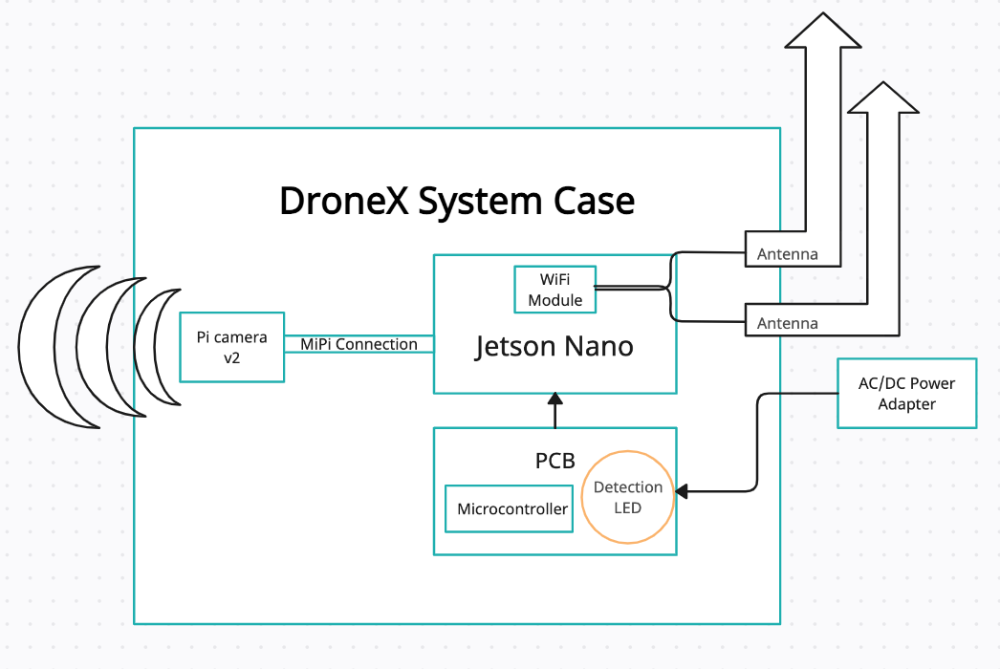 DroneX System Case
WiFi
Module
Antenna
Pi camera
v2
MiPi Connection
Jetson Nano
Antenna
AC/DC Power
Adapter
PCB
Detection
LED
Microcontroller